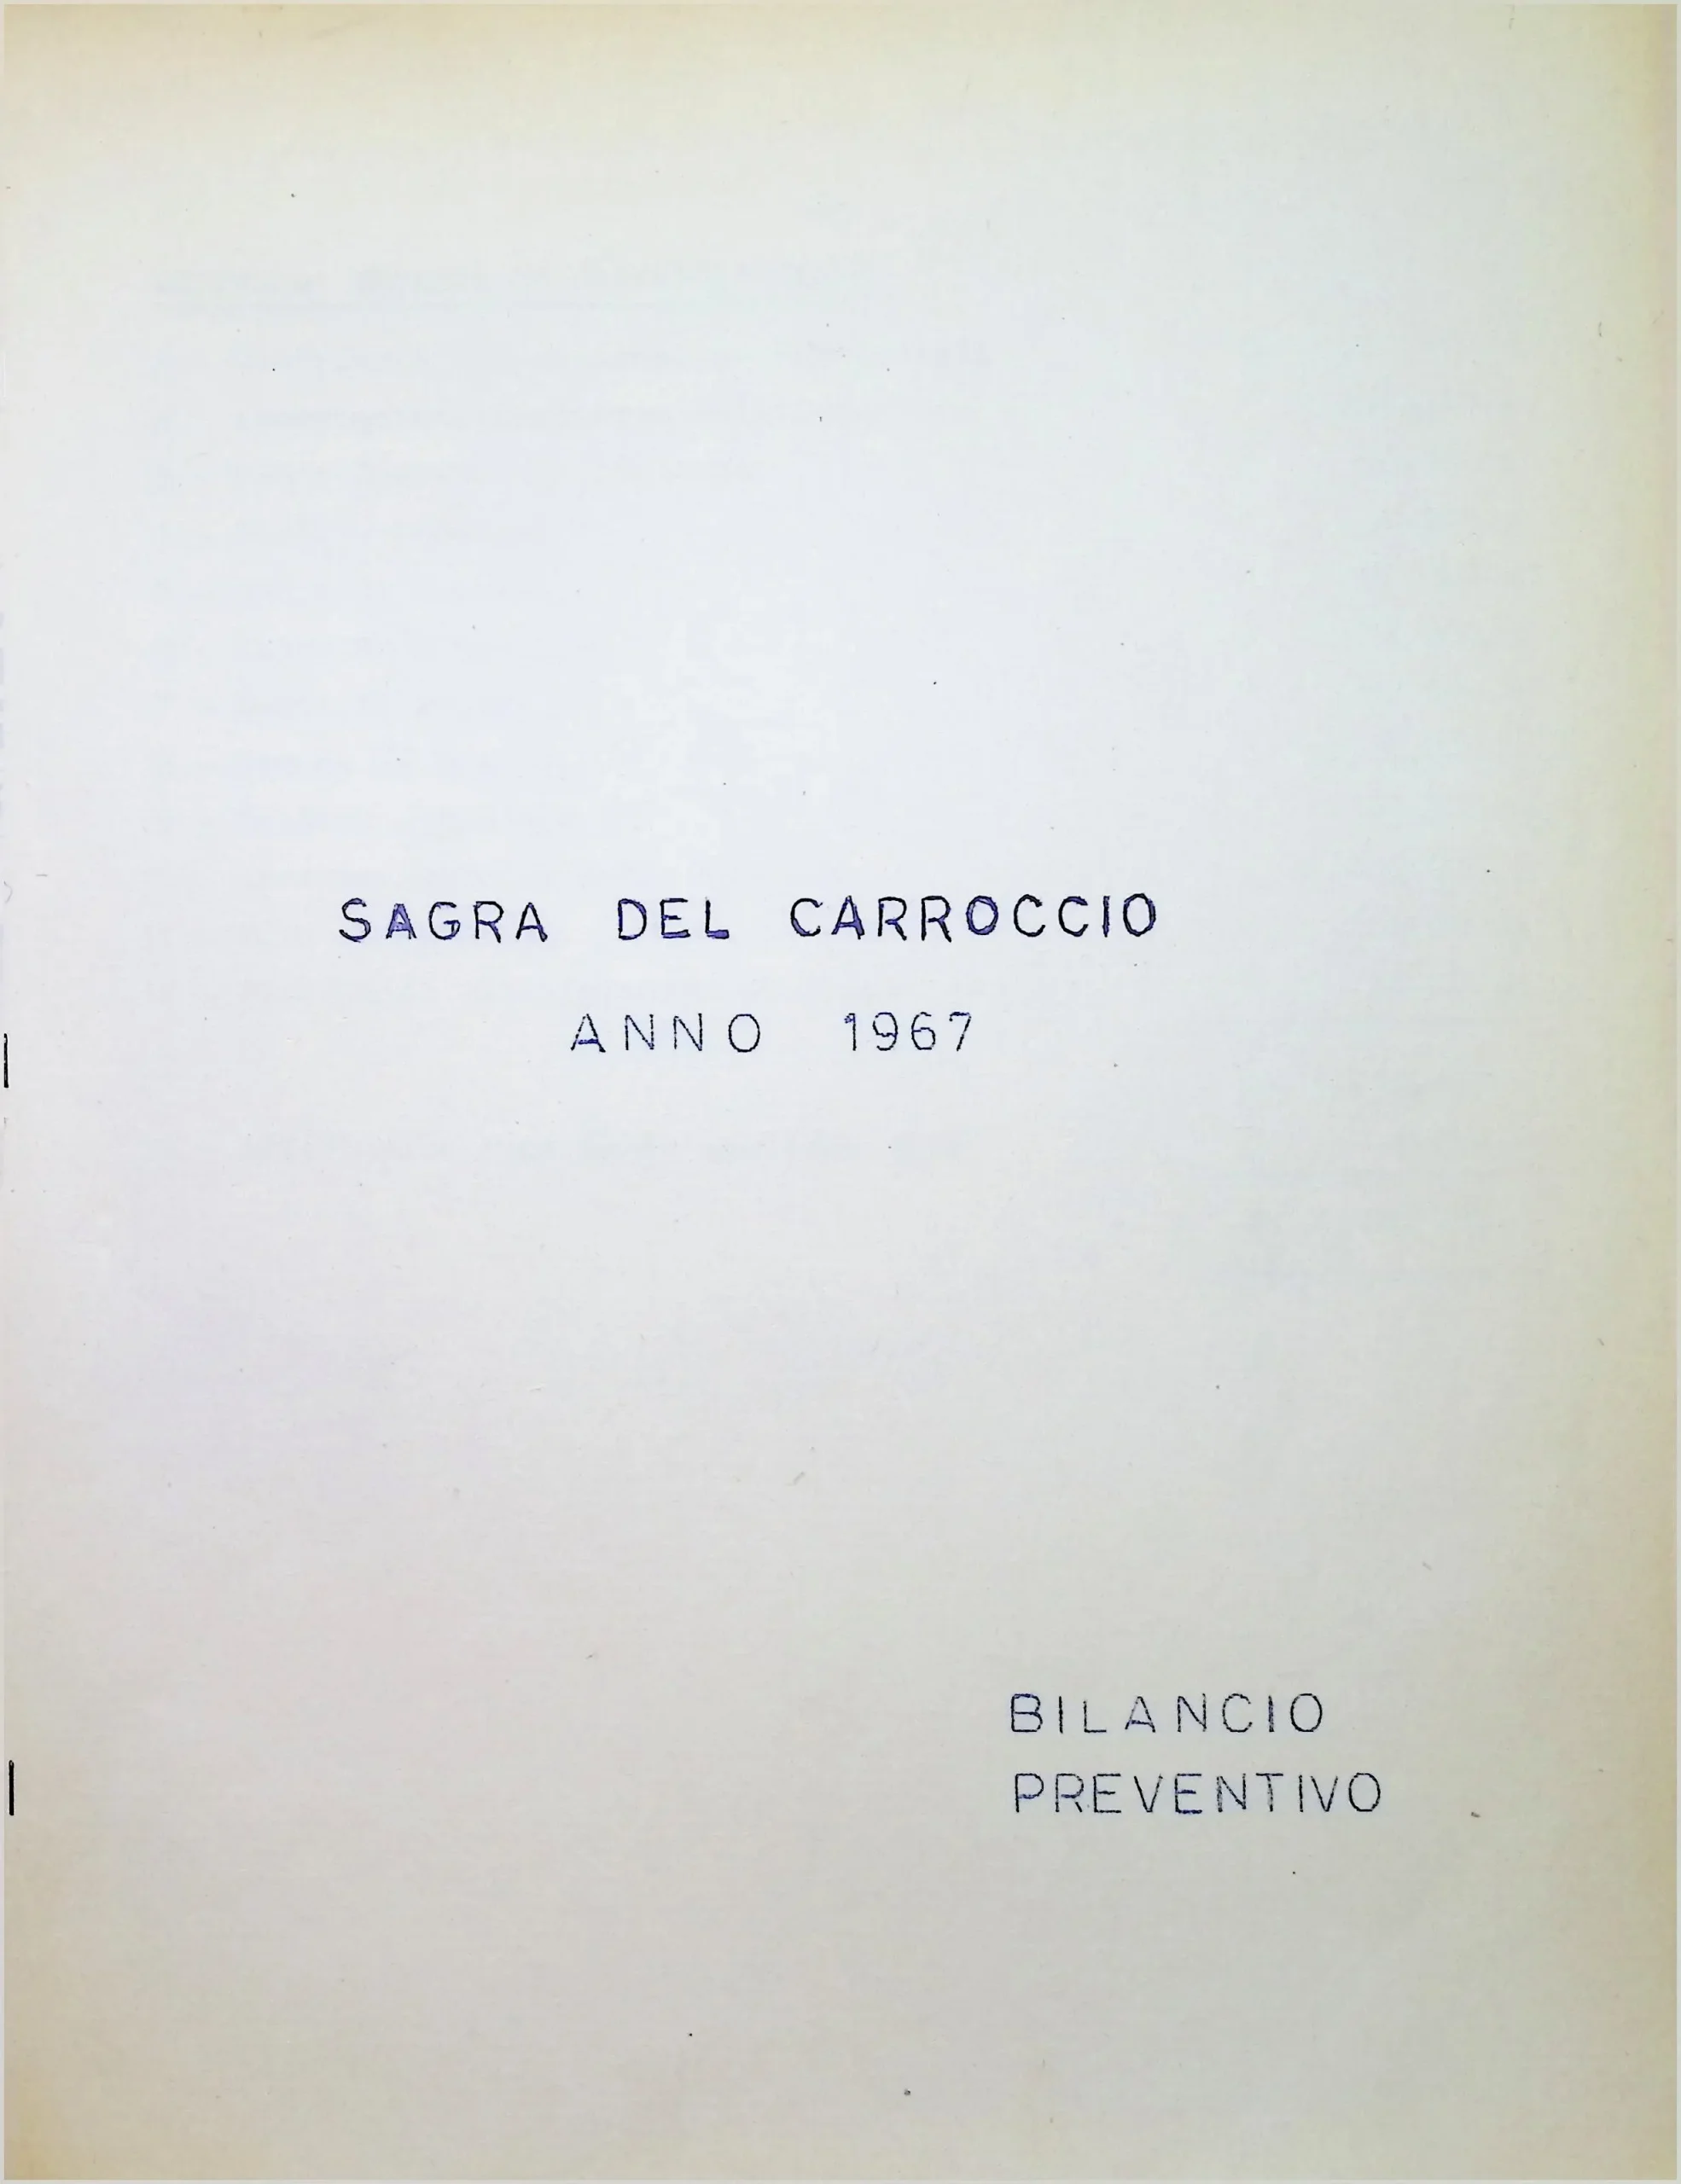 SAGRA DEL CARROCCIO
ANNO 1967
BILANCIO
PREVENTIVO